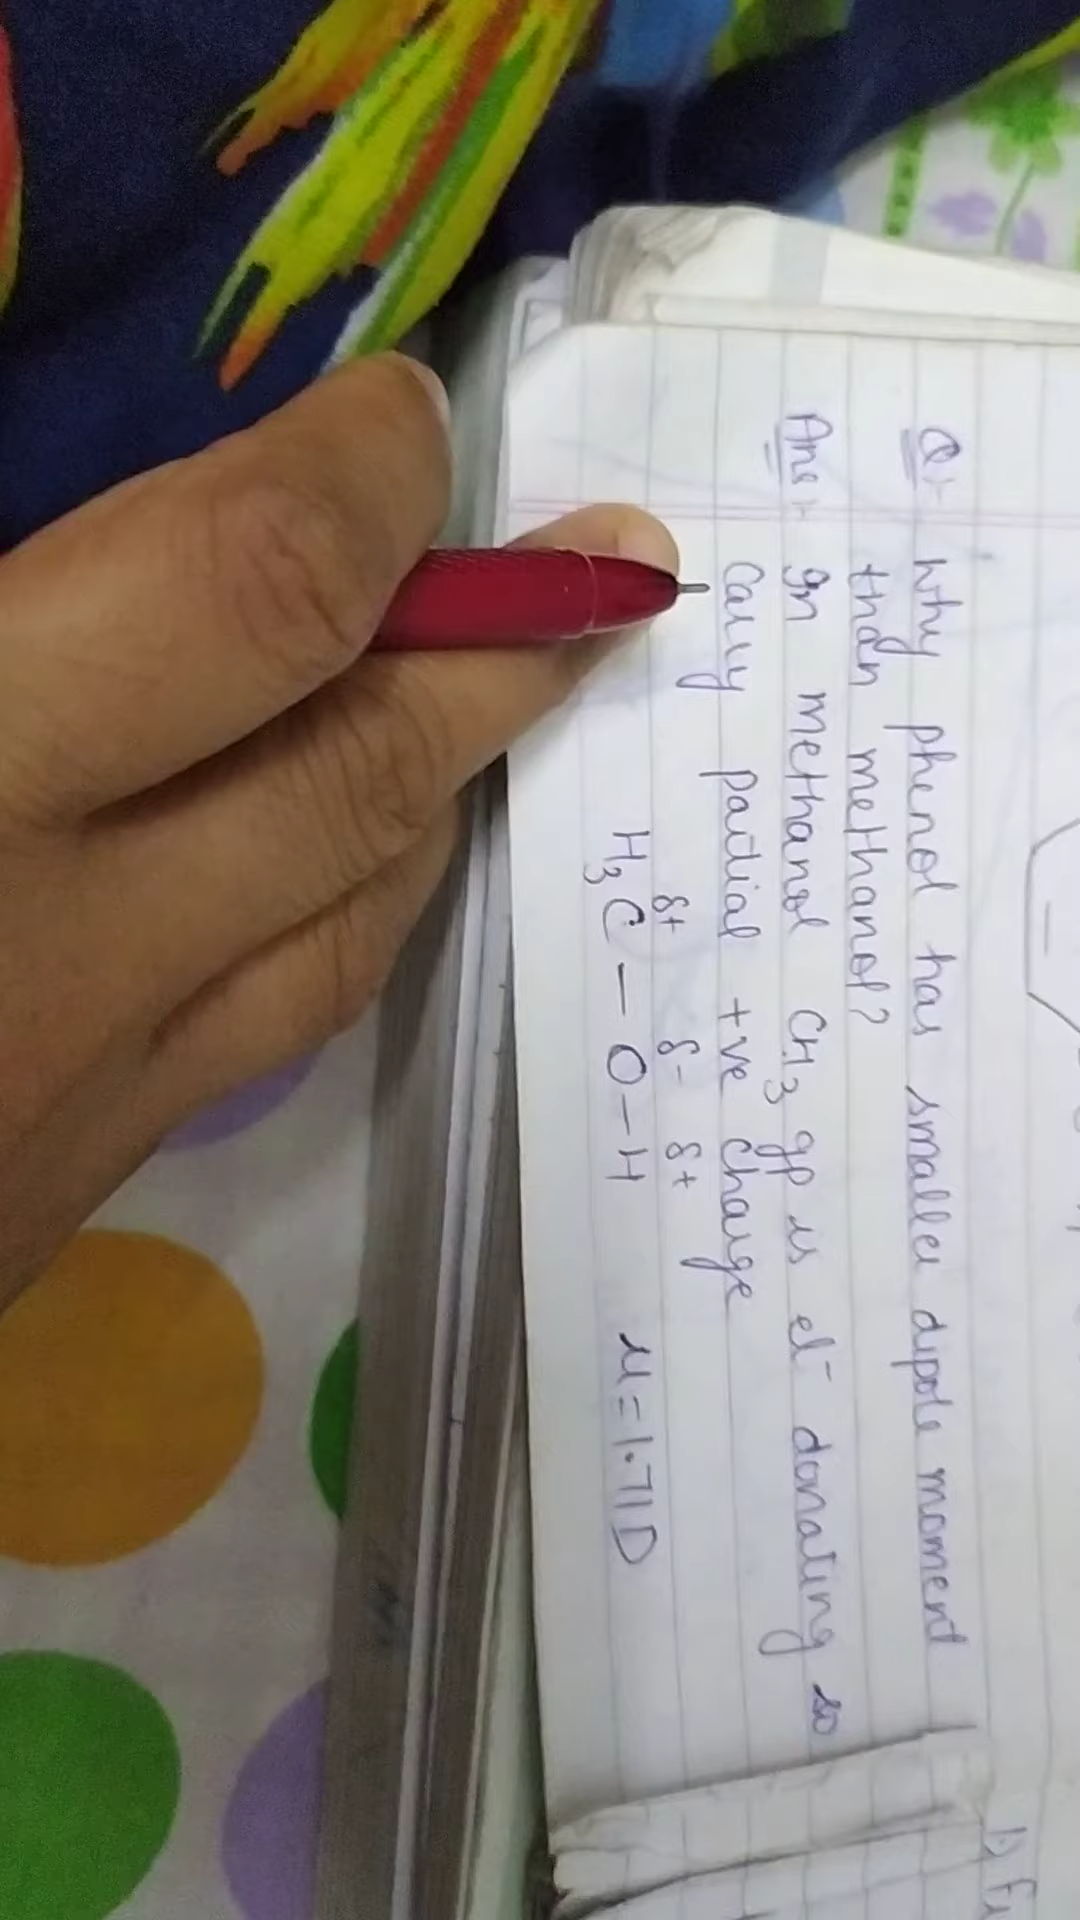 Q:- Why phenol has smaller dipole moment
than methanol?
Ans:- In methanol CH3 gp is el⁻ donating so
carry partial +ve charge
δ+ δ- δ+
H3C-O-H μ=1.71D